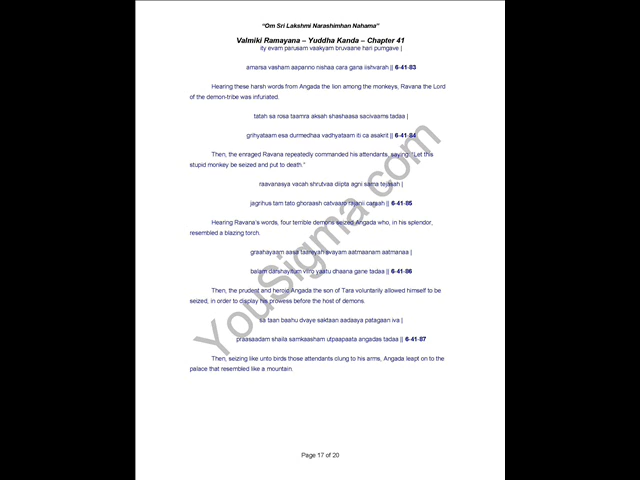 “Om Sri Lakshmi Narashimhan Nahama”
Valmiki Ramayana – Yuddha Kanda – Chapter 41
ity evam parusam vaakyam bruvaane hari pumgave |
amarsa vasham aapanno nishaa cara gana iishvarah || 6-41-83
Hearing these harsh words from Angada the lion among the monkeys, Ravana the Lord
of the demon-tribe was infuriated.
tatah sa rosa taamra aksah shashaasa sacivaams tadaa |
grihyataam esa durmedhaa vadhyataam iti ca asakrit || 6-41-84
Then, the enraged Ravana repeatedly commanded his attendants, saying: "Let this
stupid monkey be seized and put to death."
raavanasya vacah shrutvaa diipta agni sama tejasah |
jagrihus tam tato ghoraash catvaaro rajanii caraah || 6-41-85
Hearing Ravana's words, four terrible demons seized Angada who, in his splendor,
resembled a blazing torch.
graahayaam aasa taareyah svayam aatmaanam aatmanaa |
balam darshayitum viiro yaatu dhaana gane tadaa || 6-41-86
Then, the prudent and heroic Angada the son of Tara voluntarily allowed himself to be
seized, in order to display his prowess before the host of demons.
sa taan baahu dvaye saktaan aadaaya patagaan iva |
praasaadam shaila samkaasham utpaapaata angadas tadaa || 6-41-87
Then, seizing like unto birds those attendants clung to his arms, Angada leapt on to the
palace that resembled like a mountain.
YouSigma.com
Page 17 of 20